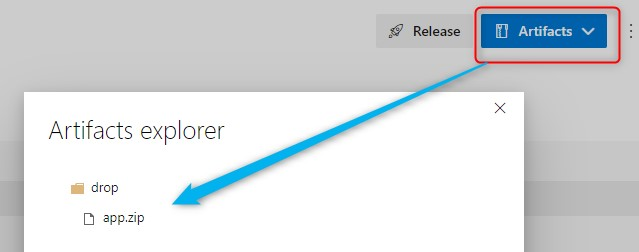 Release
Artifacts
Artifacts explorer
drop
app.zip